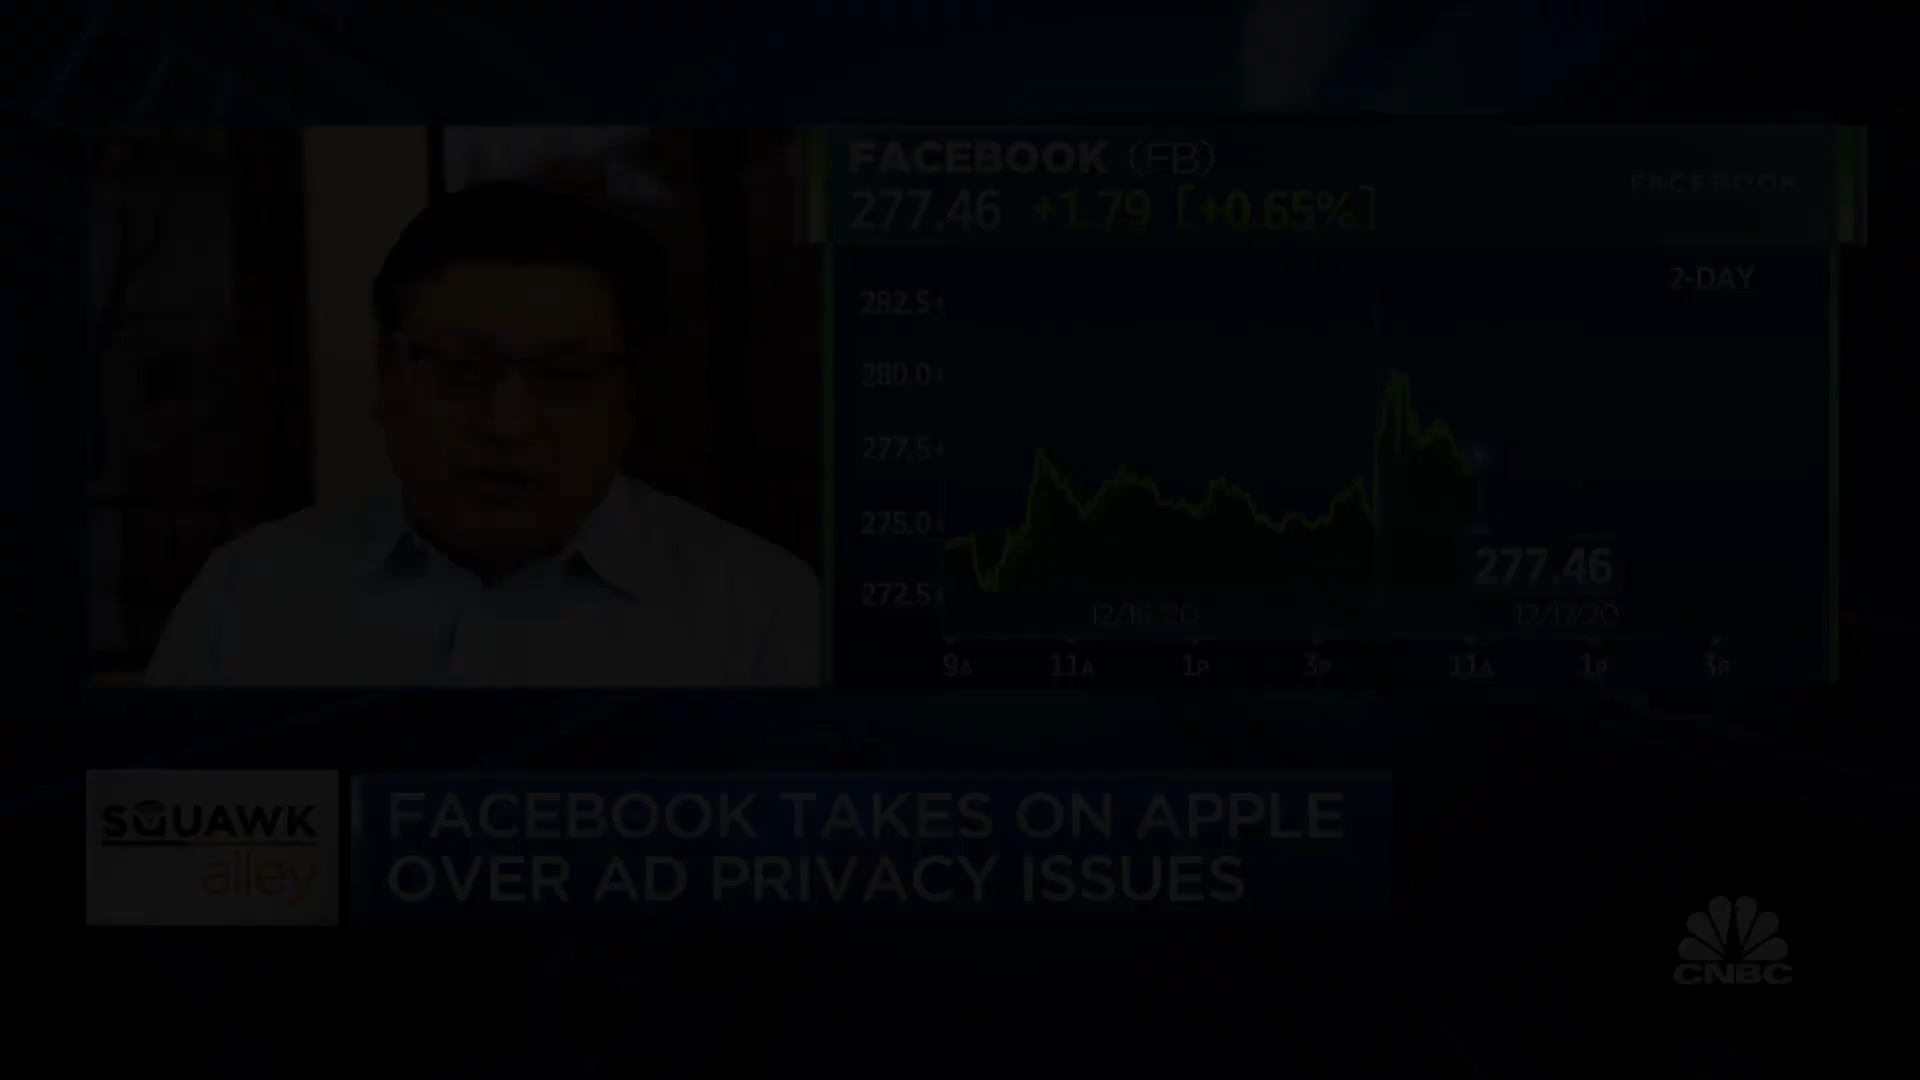 FACEBOOK (FB)
277.46 +1.79 [+0.65%]
FACEBOOK
2-DAY
282.5
280.0
277.5
275.0
272.5
277.46
12/16/20
12/17/20
9A 11A 1P 3P 11A 1P 3P
SQUAWK
alley
FACEBOOK TAKES ON APPLE
OVER AD PRIVACY ISSUES
CNBC